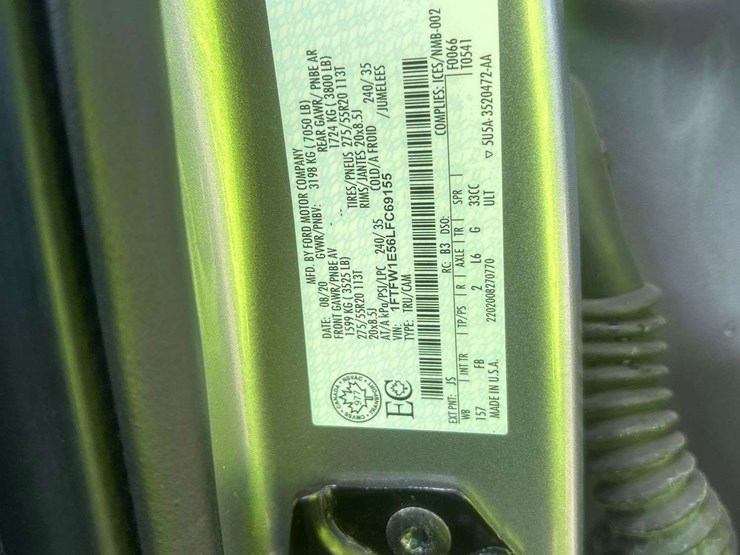 MFD. BY FORD MOTOR COMPANY
DATE: 08/20 GVWR/PNBV: 3198 KG (7050 LB)
FRONT GAWR/PNBE AV REAR GAWR/PNBE AR
1599 KG (3525 LB) 1724 KG (3800 LB)
275/55R20 113T TIRES/PNEUS 275/55R20 113T
20x8.5J RIMS/JANTES 20x8.5J
AT/A kPa/PSI/LPC 240/35 COLD/A FROID 240/35
VIN: 1FTFW1E56LFC69155 /JUMELEES
TYPE: TRU/CAM
COMPLIES: ICES/NMB-002
EXT PNT: JS RC: B3 DSO: F0066
T0541
WB INT TR TP/PS R AXLE TR SPR
157 FB 2 L6 G 33CC
ULT
MADE IN U.S.A. 2202008270770 5U5A-3520472-AA
977
T
EC